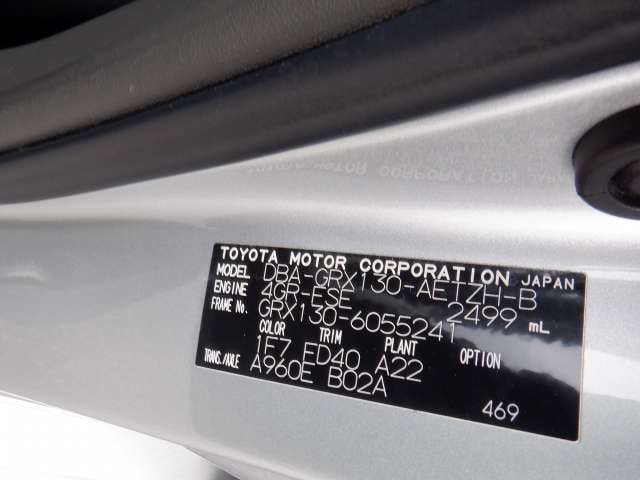 TOYOTA MOTOR CORPORATION JAPAN
MODEL DBA-GRX130-AETZH-B
ENGINE 4GR-FSE 2499 mL
FRAME No. GRX130-6055241
COLOR TRIM PLANT OPTION
1F7 FD40 A22
TRANS./AXLE A960E B02A
469